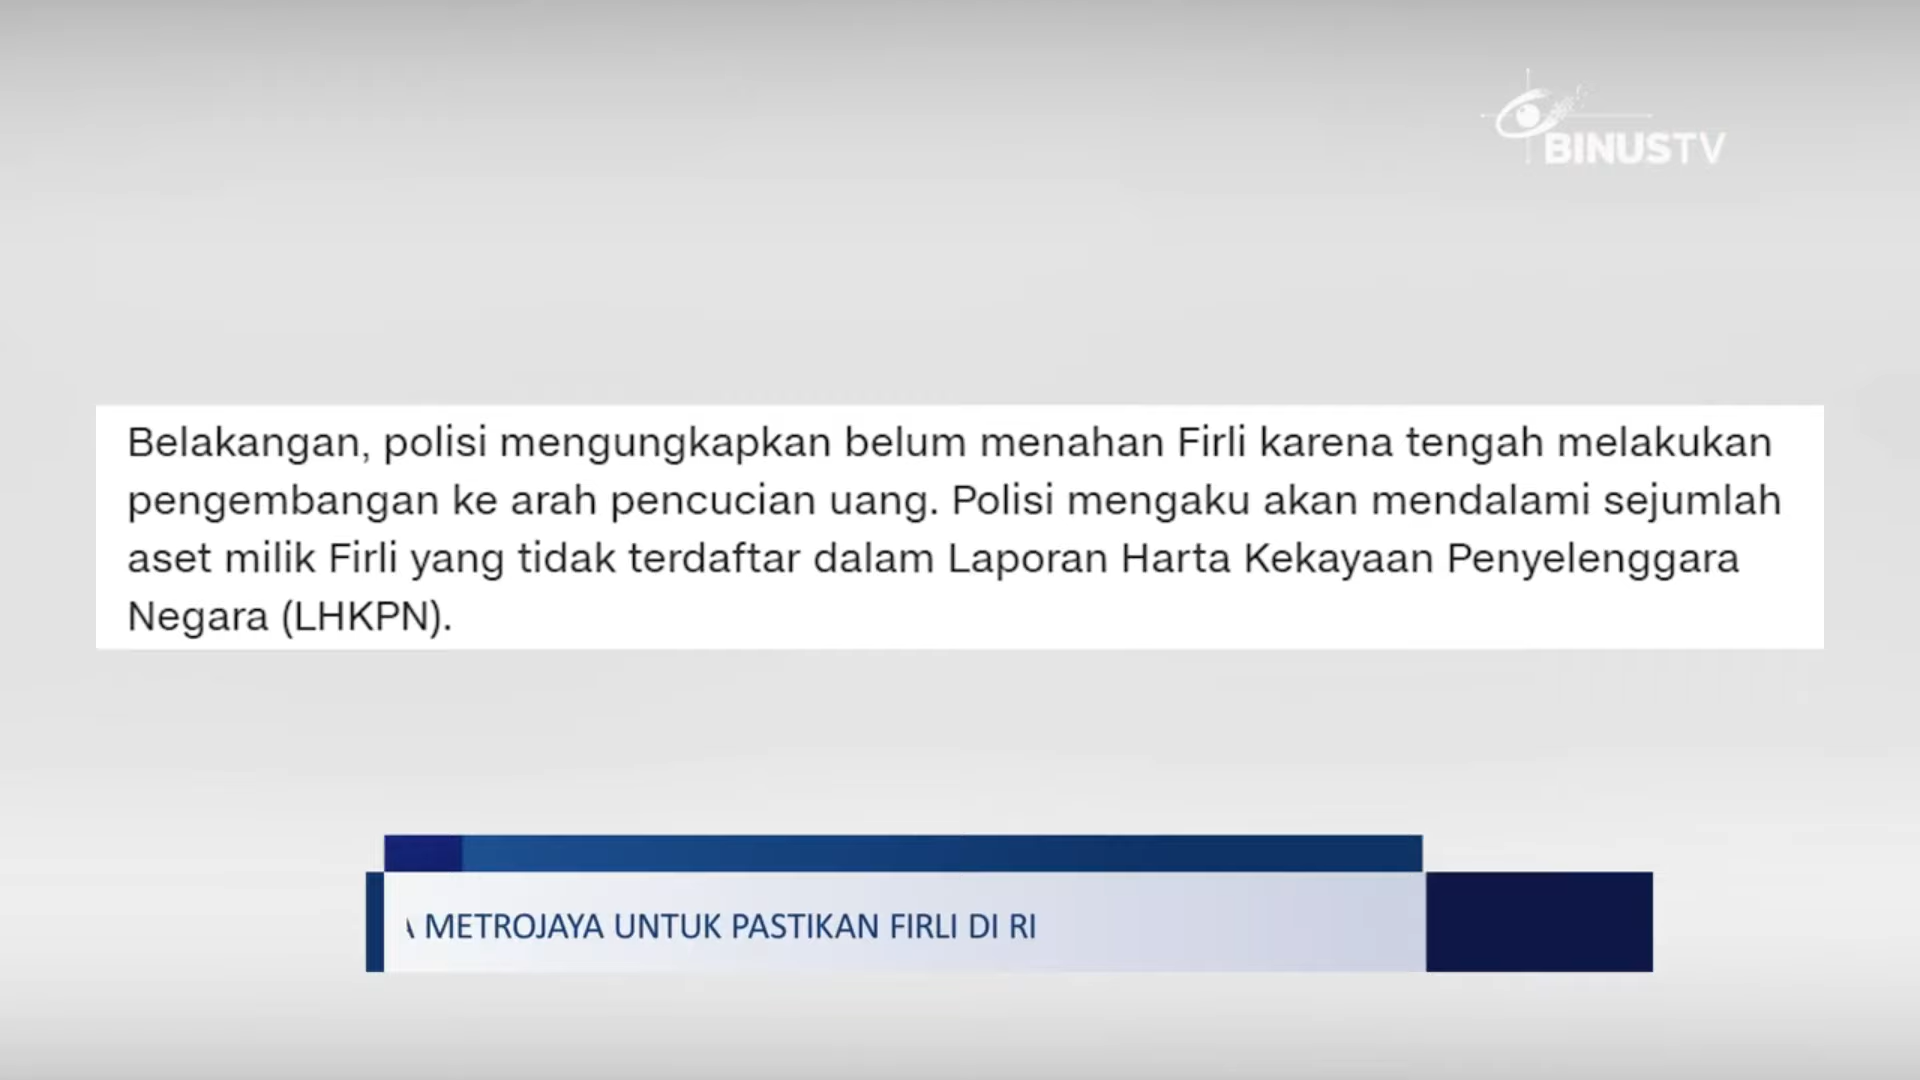 BINUSTV
Belakangan, polisi mengungkapkan belum menahan Firli karena tengah melakukan
pengembangan ke arah pencucian uang. Polisi mengaku akan mendalami sejumlah
aset milik Firli yang tidak terdaftar dalam Laporan Harta Kekayaan Penyelenggara
Negara (LHKPN).
METROJAYA UNTUK PASTIKAN FIRLI DI RI